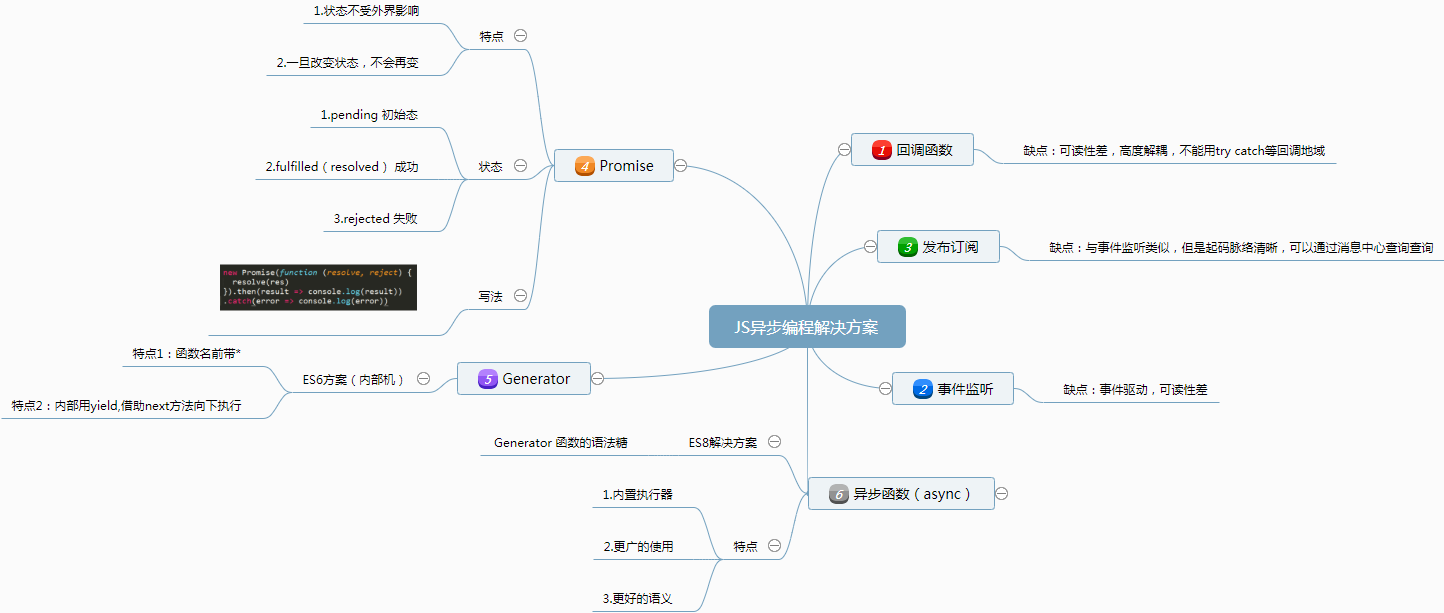 JS异步编程解决方案
1 回调函数
缺点：可读性差，高度解耦，不能用try catch等回调地域
3 发布订阅
缺点：与事件监听类似，但是起码脉络清晰，可以通过消息中心查询查询
2 事件监听
缺点：事件驱动，可读性差
4 Promise
特点
1.状态不受外界影响
2.一旦改变状态，不会再变
状态
1.pending 初始态
2.fulfilled（resolved） 成功
3.rejected 失败
写法
new Promise(function (resolve, reject) {
resolve(res)
}).then(result => console.log(result))
.catch(error => console.log(error))
5 Generator
ES6方案（内部机）
特点1：函数名前带*
特点2：内部用yield,借助next方法向下执行
6 异步函数（async）
ES8解决方案
Generator 函数的语法糖
特点
1.内置执行器
2.更广的使用
3.更好的语义